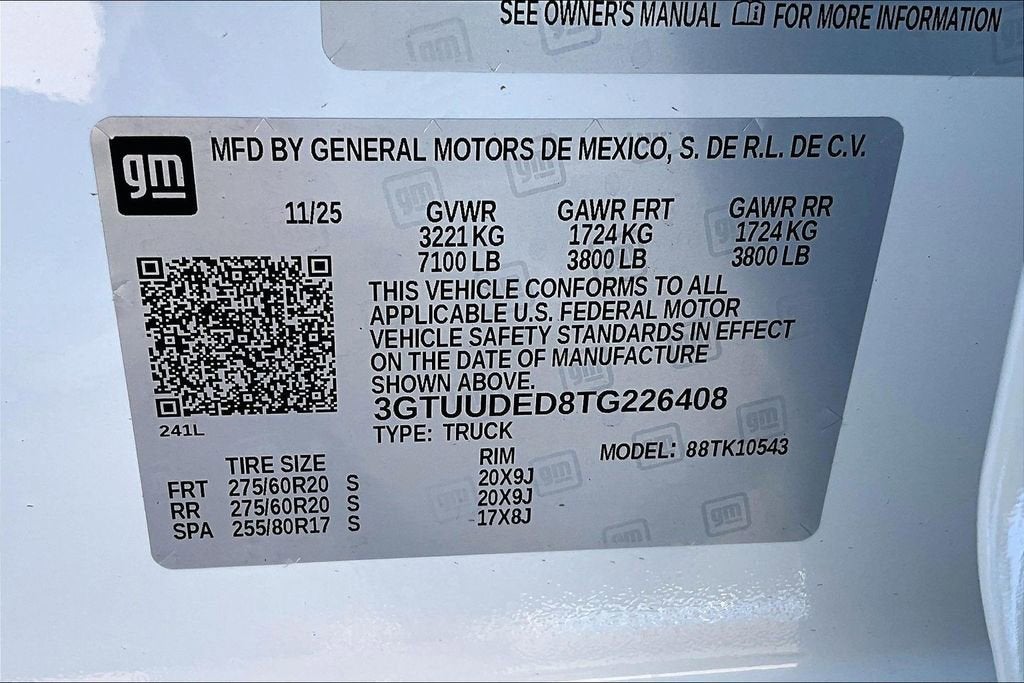 SEE OWNER'S MANUAL FOR MORE INFORMATION
gm
MFD BY GENERAL MOTORS DE MEXICO, S. DE R.L. DE C.V.
11/25 GVWR GAWR FRT GAWR RR
3221 KG 1724 KG 1724 KG
7100 LB 3800 LB 3800 LB
THIS VEHICLE CONFORMS TO ALL
APPLICABLE U.S. FEDERAL MOTOR
VEHICLE SAFETY STANDARDS IN EFFECT
ON THE DATE OF MANUFACTURE
SHOWN ABOVE.
3GTUUDED8TG226408
241L
TYPE: TRUCK
TIRE SIZE RIM MODEL: 88TK10543
FRT 275/60R20 S 20X9J
RR 275/60R20 S 20X9J
SPA 255/80R17 S 17X8J